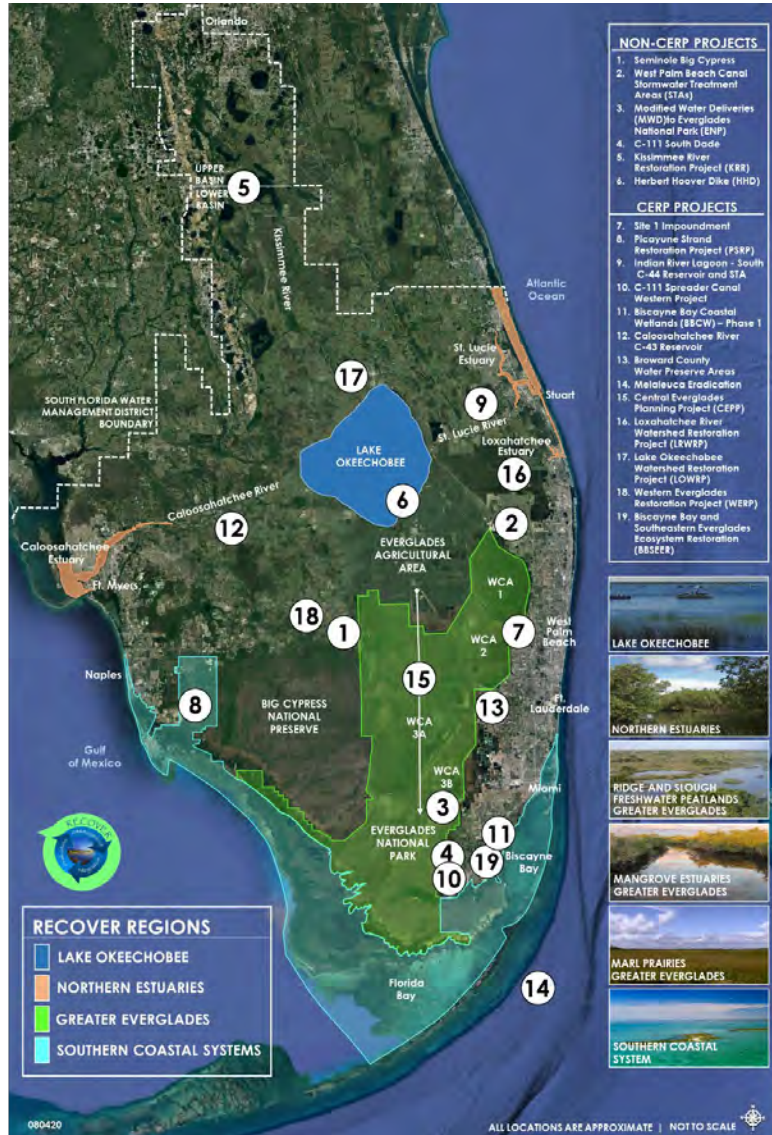 Orlando
UPPER
BASIN
LOWER
BASIN
5
Kissimmee River
Atlantic
Ocean
St. Lucie
Estuary
17
Stuart
SOUTH FLORIDA WATER
MANAGEMENT DISTRICT
BOUNDARY
9
St. Lucie River
LAKE
OKEECHOBEE
Loxahatchee
Estuary
16
6
Caloosahatchee River
12
2
Caloosahatchee
Estuary
EVERGLADES
AGRICULTURAL
AREA
Ft. Myers
WCA
1
18
1
7
West
Palm
Beach
WCA
2
Naples
15
8
13
Ft.
Lauderdale
BIG CYPRESS
NATIONAL
PRESERVE
WCA
3A
Gulf
of Mexico
WCA
3B
Miami
3
EVERGLADES
NATIONAL
PARK
11
4
19
Biscayne
Bay
10
Florida
Bay
14
RECOVER
RECOVER REGIONS
LAKE OKEECHOBEE
NORTHERN ESTUARIES
GREATER EVERGLADES
SOUTHERN COASTAL SYSTEMS
080420
ALL LOCATIONS ARE APPROXIMATE | NOT TO SCALE
NON-CERP PROJECTS
1. Seminole Big Cypress
2. West Palm Beach Canal
Stormwater Treatment
Areas (STAs)
3. Modified Water Deliveries
(MWD)to Everglades
National Park (ENP)
4. C-111 South Dade
5. Kissimmee River
Restoration Project (KRR)
6. Herbert Hoover Dike (HHD)
CERP PROJECTS
7. Site 1 Impoundment
8. Picayune Strand
Restoration Project (PSRP)
9. Indian River Lagoon - South
C-44 Reservoir and STA
10. C-111 Spreader Canal
Western Project
11. Biscayne Bay Coastal
Wetlands (BBCW) – Phase 1
12. Caloosahatchee River
C-43 Reservoir
13. Broward County
Water Preserve Areas
14. Melaleuca Eradication
15. Central Everglades
Planning Project (CEPP)
16. Loxahatchee River
Watershed Restoration
Project (LRWRP)
17. Lake Okeechobee
Watershed Restoration
Project (LOWRP)
18. Western Everglades
Restoration Project (WERP)
19. Biscayne Bay and
Southeastern Everglades
Ecosystem Restoration
(BBSEER)
LAKE OKEECHOBEE
NORTHERN ESTUARIES
RIDGE AND SLOUGH
FRESHWATER PEATLANDS
GREATER EVERGLADES
MANGROVE ESTUARIES
GREATER EVERGLADES
MARL PRAIRIES
GREATER EVERGLADES
SOUTHERN COASTAL
SYSTEM